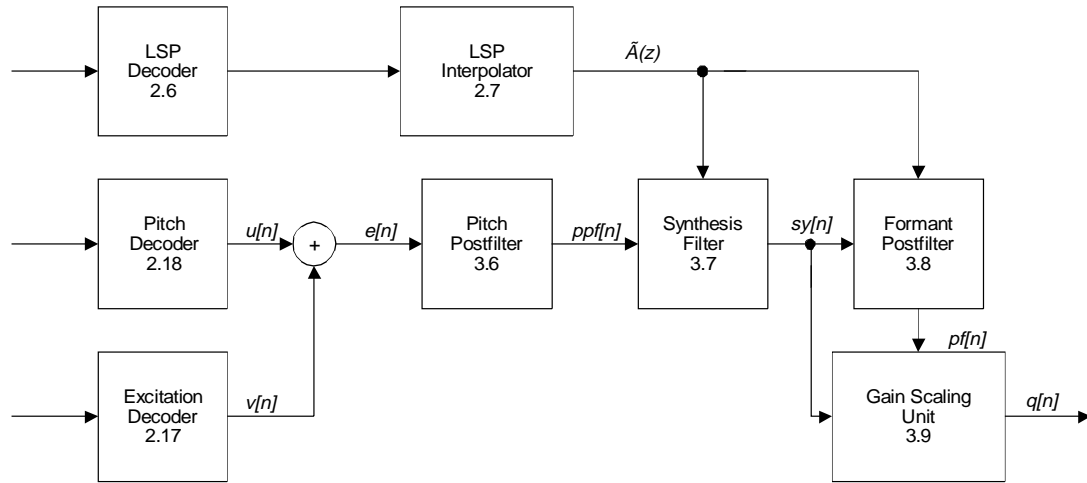 LSP
Decoder
2.6
LSP
Interpolator
2.7
Ã(z)
Pitch
Decoder
2.18
u[n]
+
e[n]
Pitch
Postfilter
3.6
ppf[n]
Synthesis
Filter
3.7
sy[n]
Formant
Postfilter
3.8
pf[n]
Excitation
Decoder
2.17
v[n]
Gain Scaling
Unit
3.9
q[n]